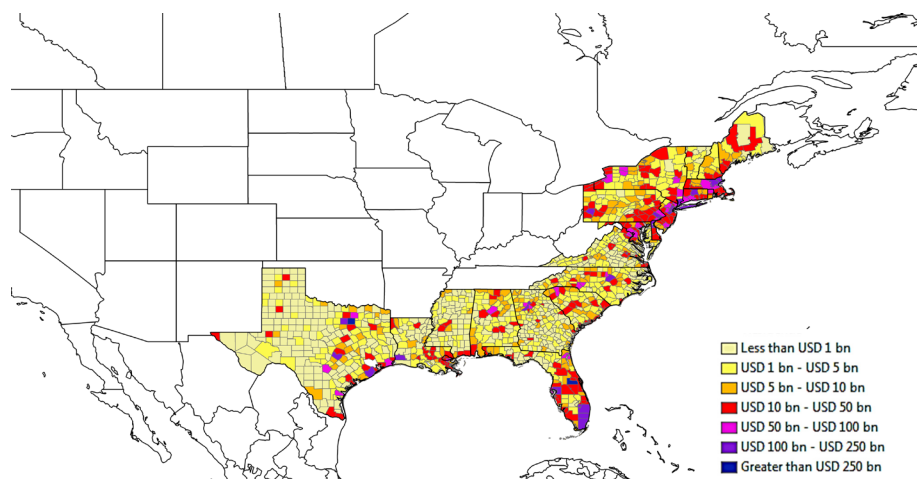 Less than USD 1 bn
USD 1 bn - USD 5 bn
USD 5 bn - USD 10 bn
USD 10 bn - USD 50 bn
USD 50 bn - USD 100 bn
USD 100 bn - USD 250 bn
Greater than USD 250 bn